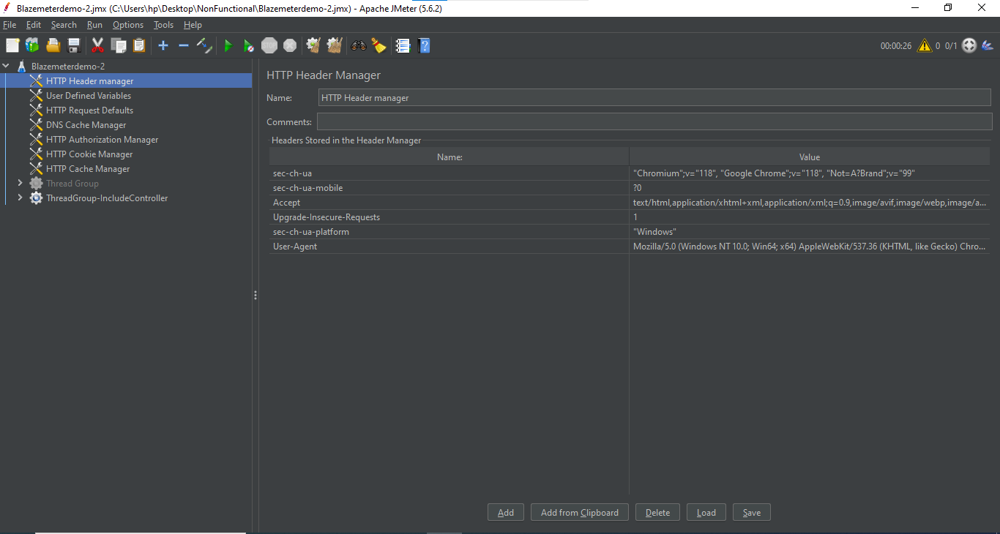 Blazemeterdemo-2.jmx (C:\Users\hp\Desktop\NonFunctional\Blazemeterdemo-2.jmx) - Apache JMeter (5.6.2)
File Edit Search Run Options Tools Help
STOP 00:00:26 0 0/1
Blazemeterdemo-2
HTTP Header manager
User Defined Variables
HTTP Request Defaults
DNS Cache Manager
HTTP Authorization Manager
HTTP Cookie Manager
HTTP Cache Manager
Thread Group
ThreadGroup-IncludeController
HTTP Header Manager
Name: HTTP Header manager
Comments:
Headers Stored in the Header Manager
Name: Value
sec-ch-ua "Chromium";v="118", "Google Chrome";v="118", "Not=A?Brand";v="99"
sec-ch-ua-mobile ?0
Accept text/html,application/xhtml+xml,application/xml;q=0.9,image/avif,image/webp,image/a...
Upgrade-Insecure-Requests 1
sec-ch-ua-platform "Windows"
User-Agent Mozilla/5.0 (Windows NT 10.0; Win64; x64) AppleWebKit/537.36 (KHTML, like Gecko) Chro...
Add Add from Clipboard Delete Load Save